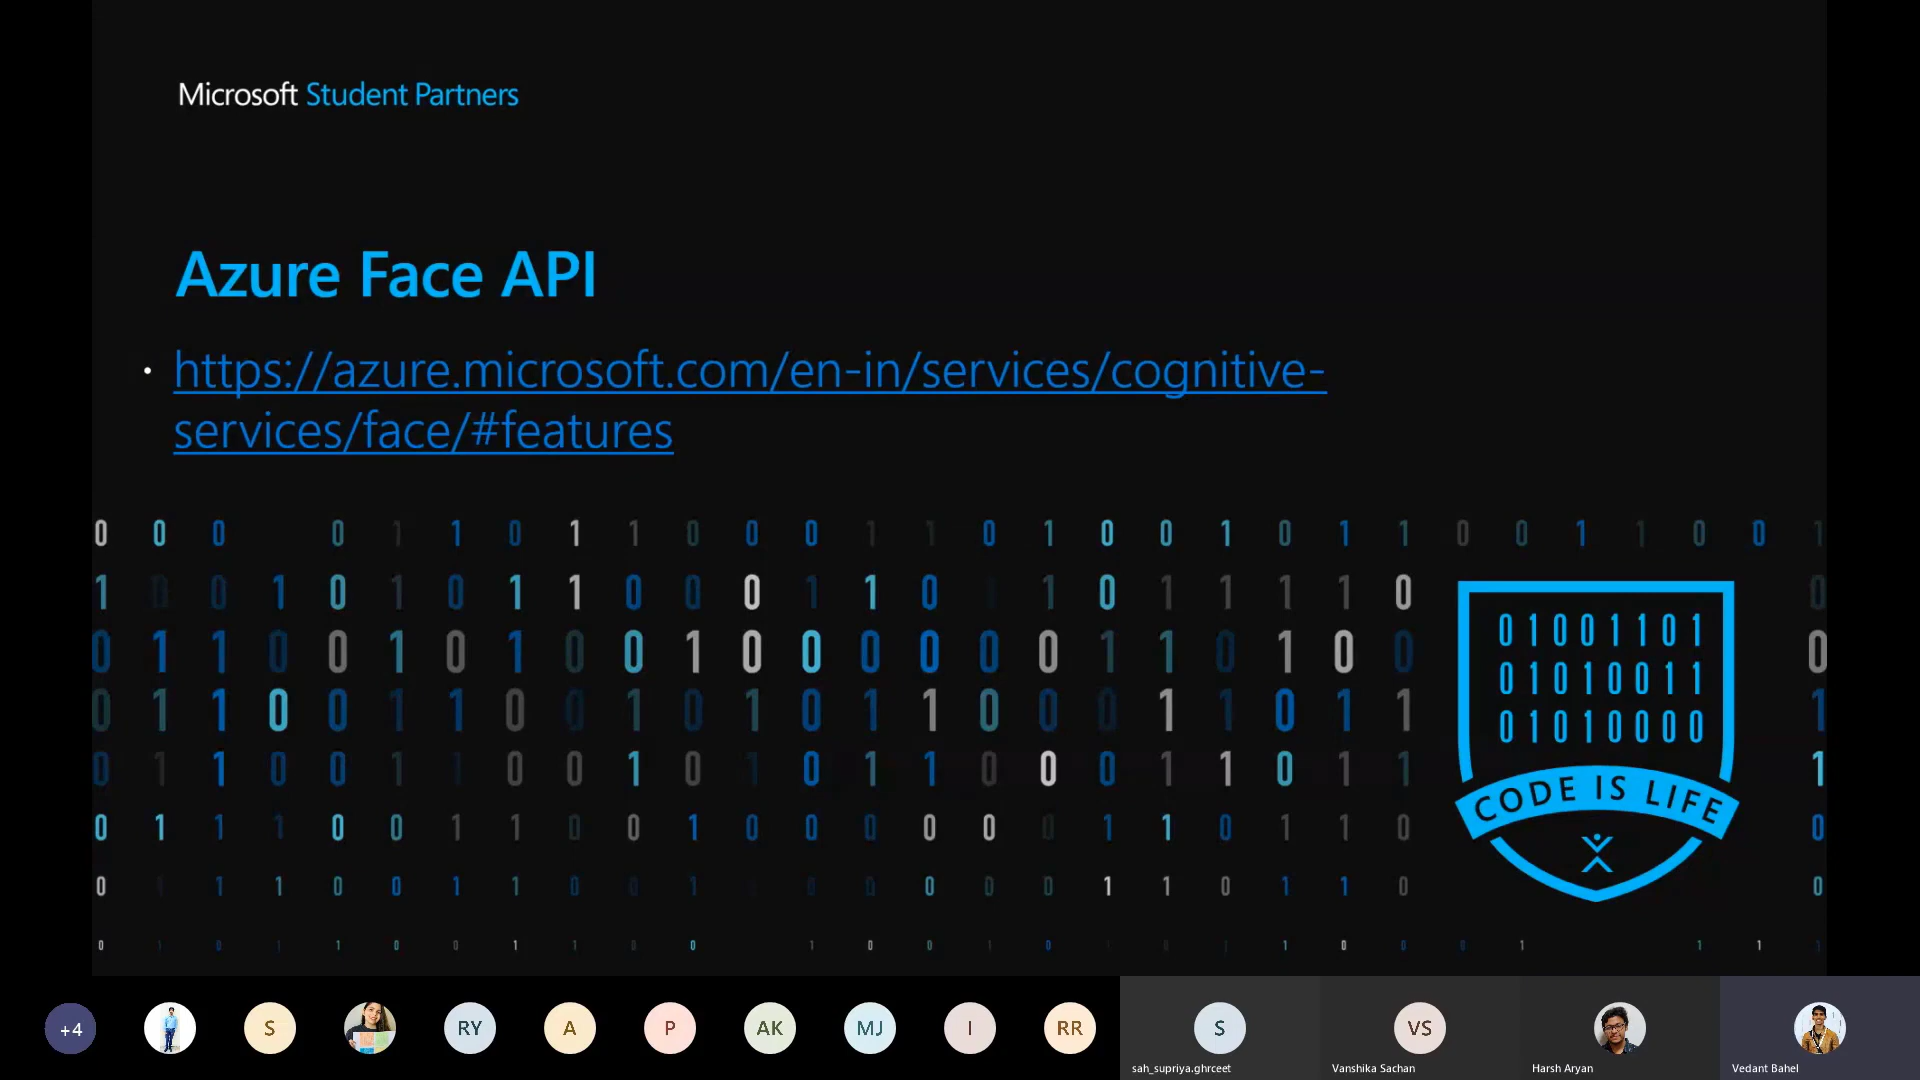 Microsoft Student Partners
Azure Face API
• https://azure.microsoft.com/en-in/services/cognitive-
services/face/#features
01001101
01010011
01010000
CODE IS LIFE
+4
S
RY
A
P
AK
MJ
I
RR
S
VS
sah_supriya.ghrceet
Vanshika Sachan
Harsh Aryan
Vedant Bahel